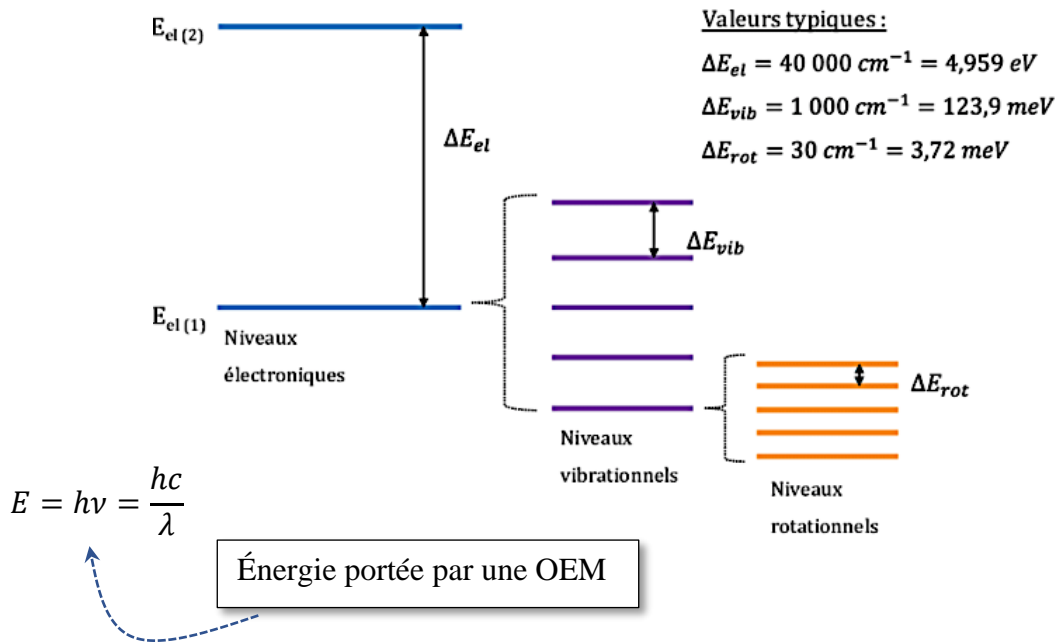 E_el (2)
Valeurs typiques :
ΔE_el = 40 000 cm⁻¹ = 4,959 eV
ΔE_vib = 1 000 cm⁻¹ = 123,9 meV
ΔE_rot = 30 cm⁻¹ = 3,72 meV
ΔE_el
ΔE_vib
E_el (1)
Niveaux
électroniques
ΔE_rot
Niveaux
vibrationnels
Niveaux
rotationnels
E = hν = hc/λ
Énergie portée par une OEM